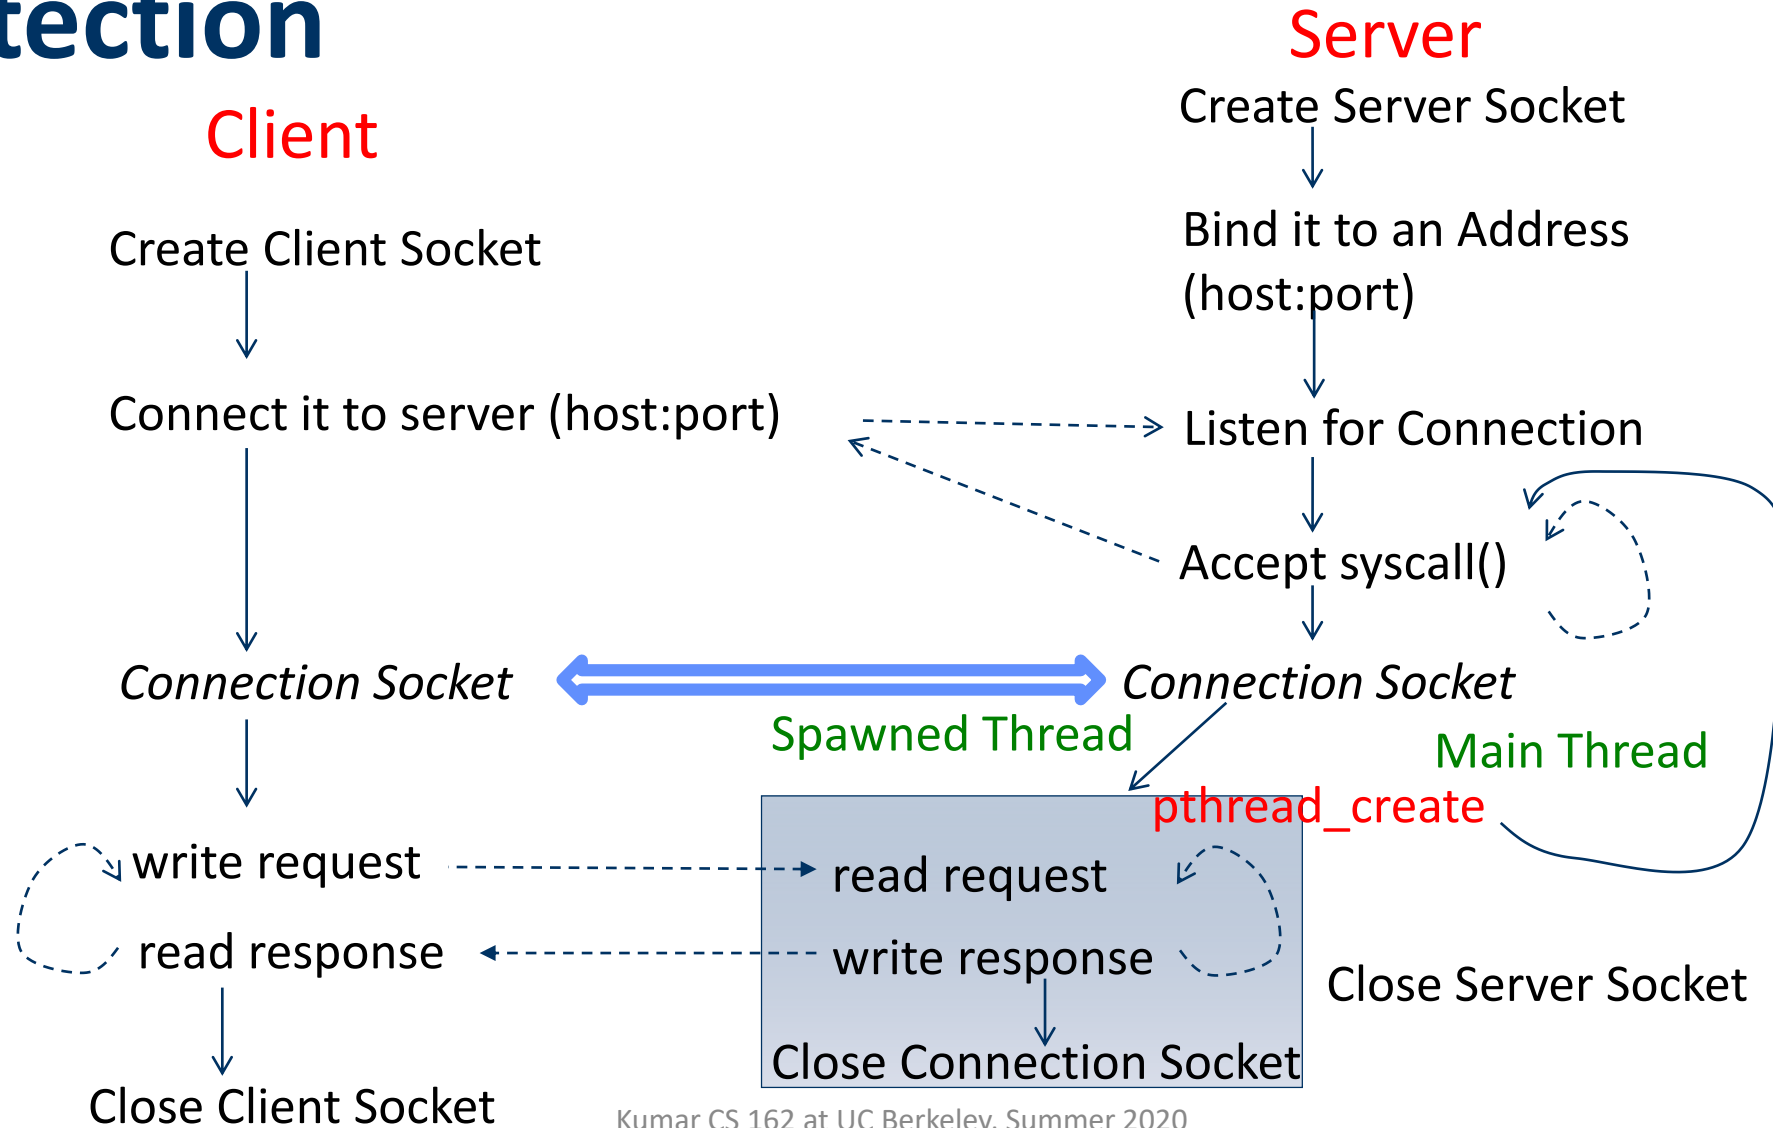 tection
Client
Create Client Socket
Connect it to server (host:port)
Connection Socket
write request
read response
Close Client Socket
Server
Create Server Socket
Bind it to an Address
(host:port)
Listen for Connection
Accept syscall()
Connection Socket
Spawned Thread
Main Thread
pthread_create
read request
write response
Close Connection Socket
Close Server Socket
Kumar CS 162 at UC Berkeley, Summer 2020